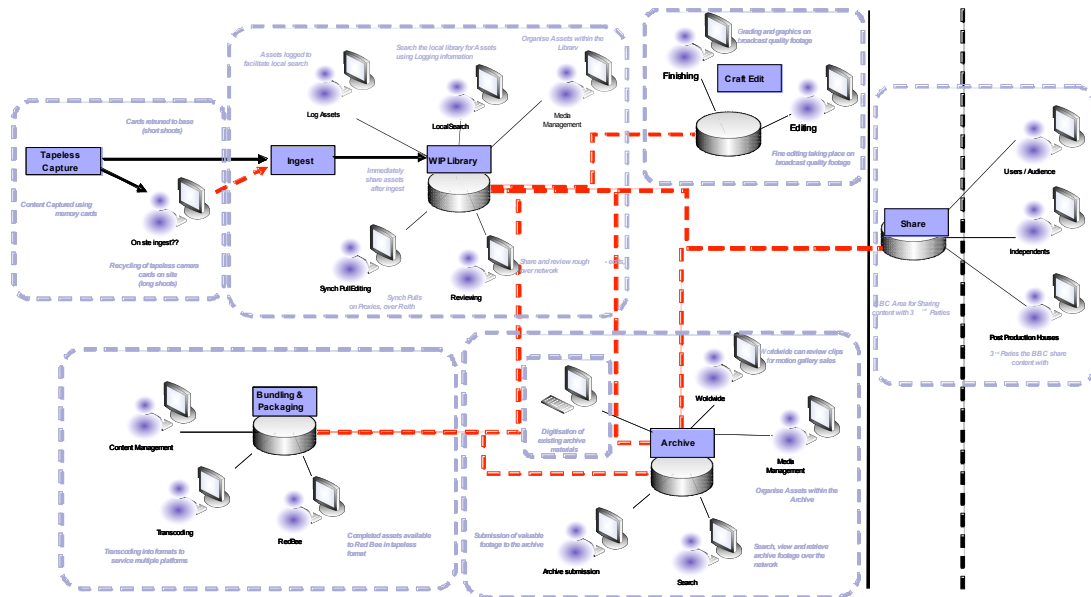 Cards retuned to base
(short shoots)
Tapeless
Capture
Content Captured using
memory cards
On site ingest??
Recycling of tapeless camera
cards on site
(long shoots)
Assets logged to
facilitate local search
Log Assets
Search the local library for Assets
using Logging information
Local Search
Organise Assets within the
Library
Media
Management
Ingest
WIP Library
Immediately
share assets
after ingest
Synch Pull Editing
Synch Pulls
on Proxies, over Raith
Reviewing
Share and review rough - cuts,
over network
Finishing
Grading and graphics on
broadcast quality footage
Craft Edit
Editing
Fine editing taking place on
broadcast quality footage
Share
Users / Audience
Independents
Post Production Houses
BBC Area for Sharing
content with 3 Parties
3 Parties the BBC share
content with
Bundling &
Packaging
Content Management
Transcoding
Transcoding into formats to
service multiple platforms
RedBee
Completed assets available
to Red Bee in tapeless
format
Digitisation of
existing archive
materials
Worldwide can review clips
for motion gallery sales
Woldwide
Archive
Media
Management
Organise Assets within the
Archive
Submission of valuable
footage to the archive
Archive submission
Search
Search, view and retrieve
archive footage over the
network